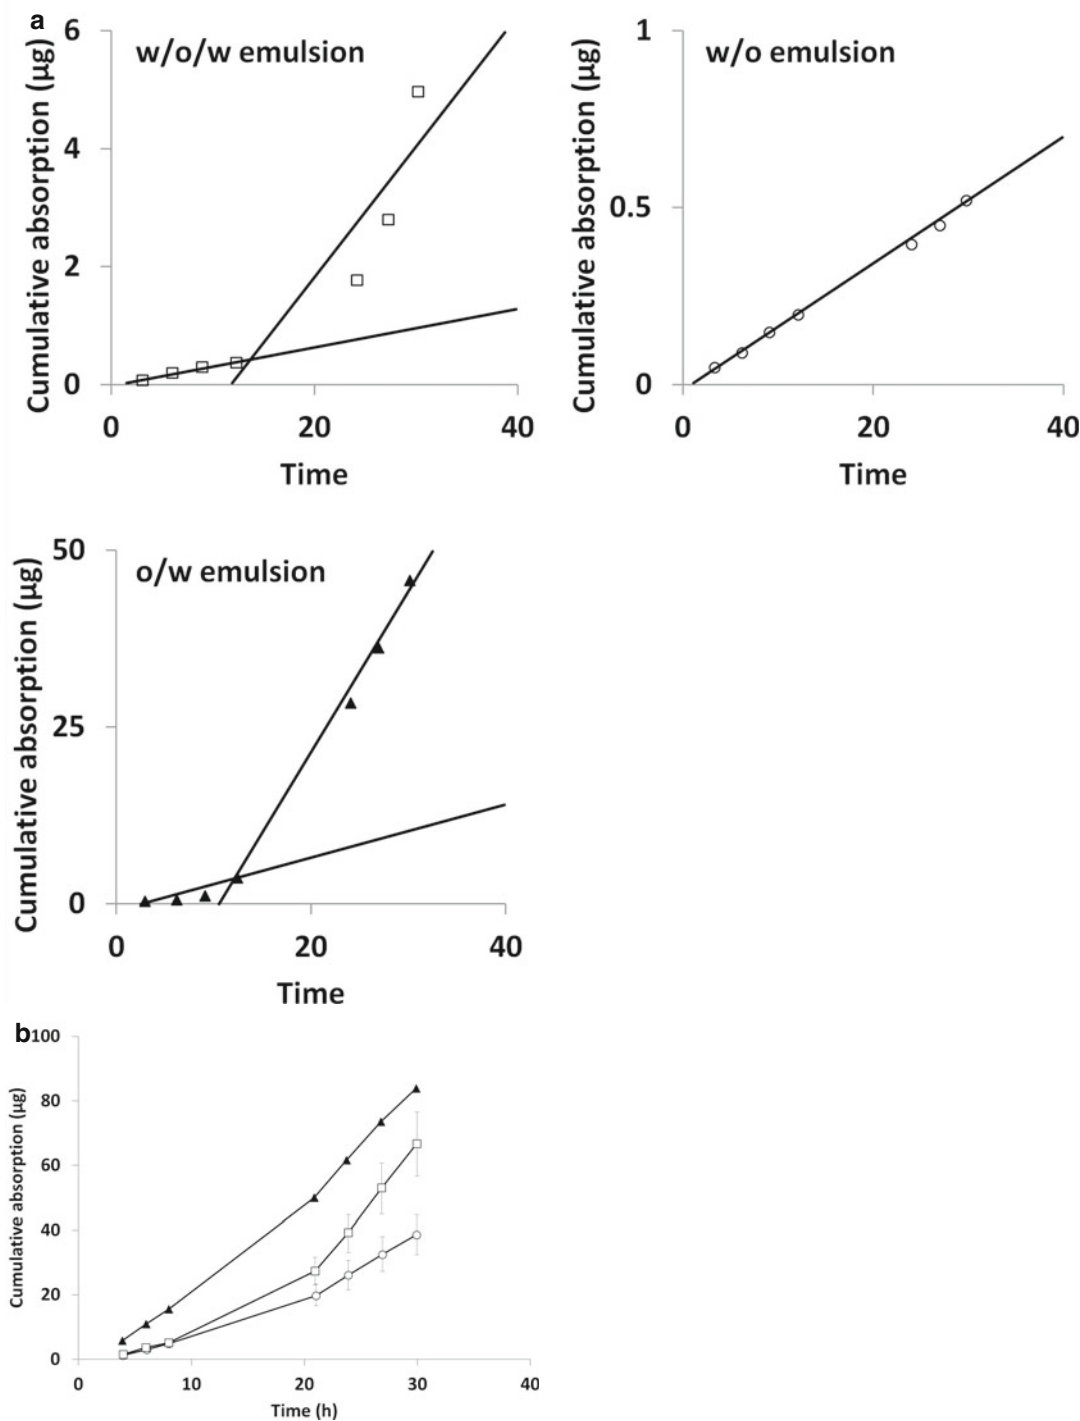 a
w/o/w emulsion
Cumulative absorption (µg)
6
4
2
0
0 20 40
Time
w/o emulsion
Cumulative absorption (µg)
1
0.5
0
0 20 40
Time
o/w emulsion
Cumulative absorption (µg)
50
25
0
0 20 40
Time
b
Cumulative absorption (µg)
100
80
60
40
20
0
0 10 20 30 40
Time (h)